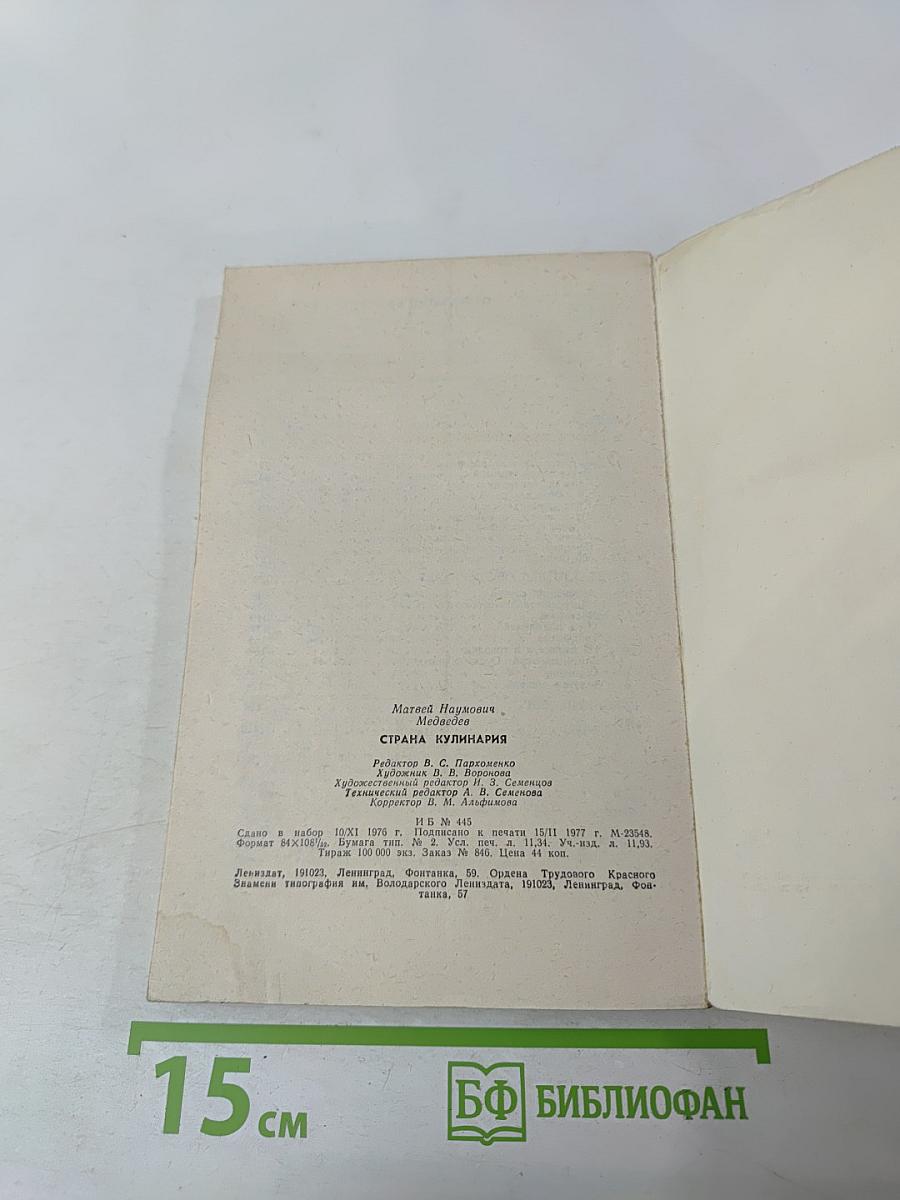 Матвей Наумович
Медведев
СТРАНА КУЛИНАРИЯ
Редактор В. С. Пархоменко
Художник В. В. Воронова
Художественный редактор И. З. Семенцов
Технический редактор А. В. Семенова
Корректор В. М. Альфимова
И Б № 445
Сдано в набор 10/XI 1976 г. Подписано к печати 15/II 1977 г. М-23548.
Формат 84×108¹/₃₂. Бумага тип. № 2. Усл. печ. л. 11,34. Уч.-изд. л. 11,93.
Тираж 100 000 экз. Заказ № 846. Цена 44 коп.
Лениздат, 191023, Ленинград, Фонтанка, 59. Ордена Трудового Красного
Знамени типография им. Володарского Лениздата, 191023, Ленинград, Фон-
танка, 57
15 см
БФ БИБЛИОФАН